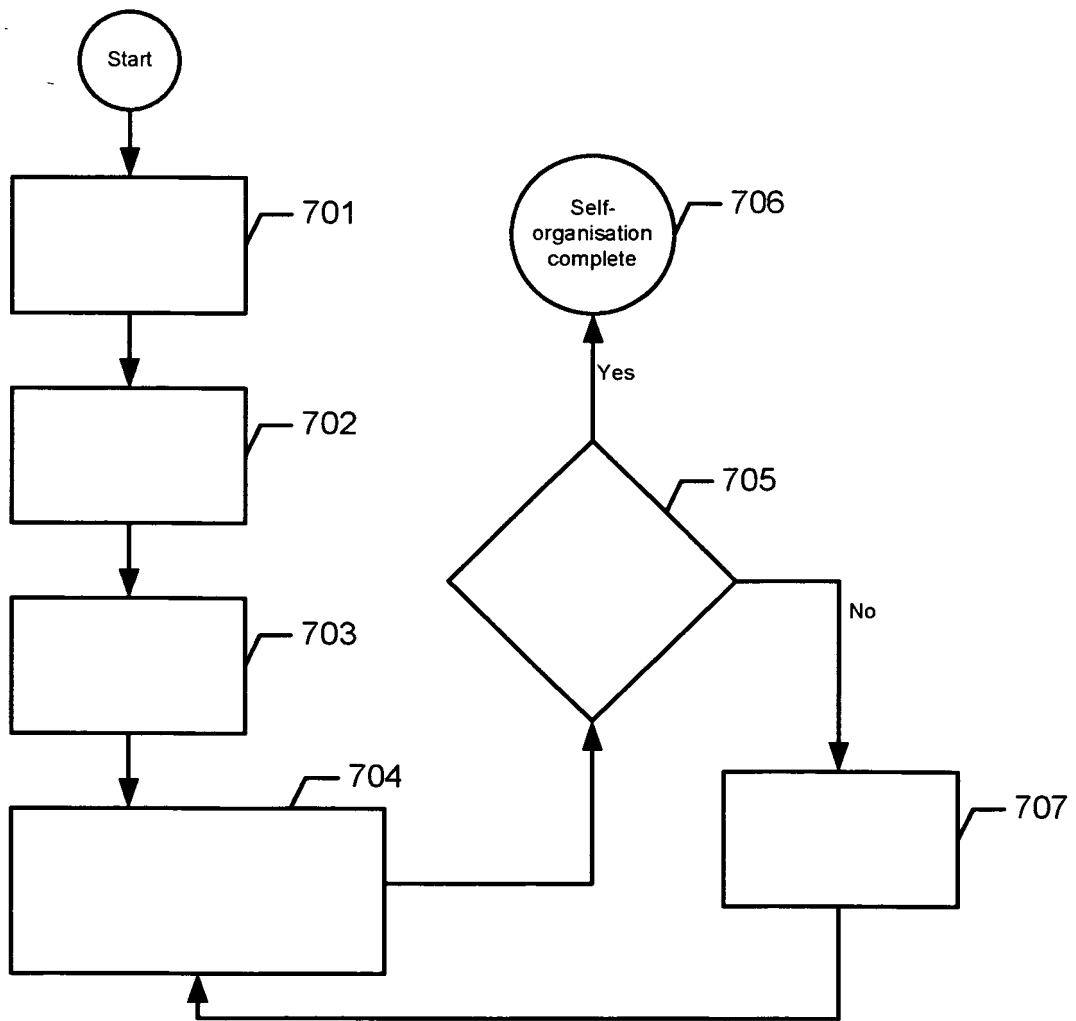 Start
701
702
703
704
Self-
organisation
complete
706
Yes
705
No
707